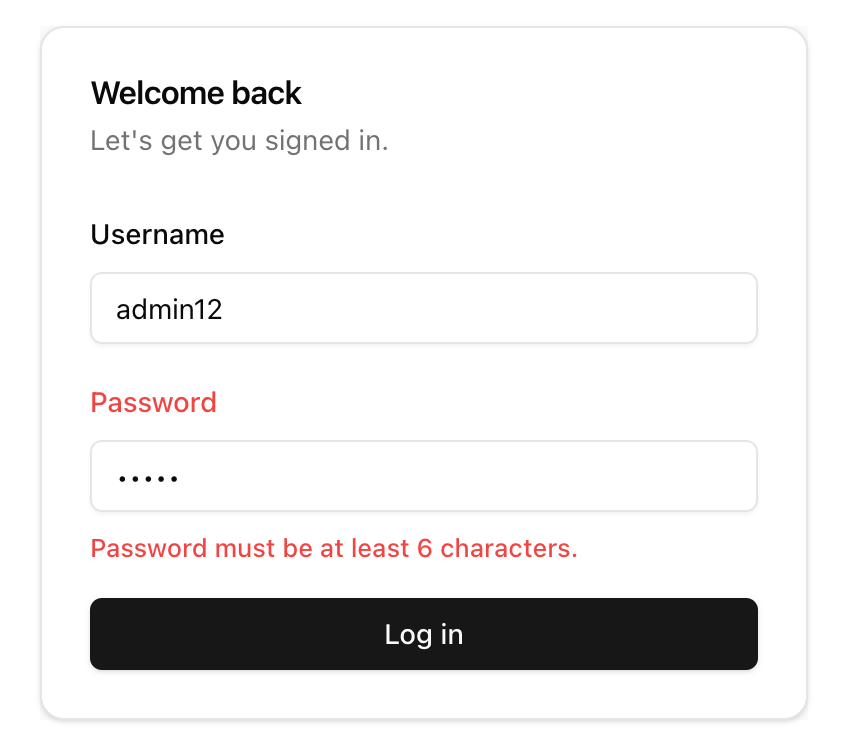 Welcome back
Let's get you signed in.
Username
admin12
Password
•••••
Password must be at least 6 characters.
Log in